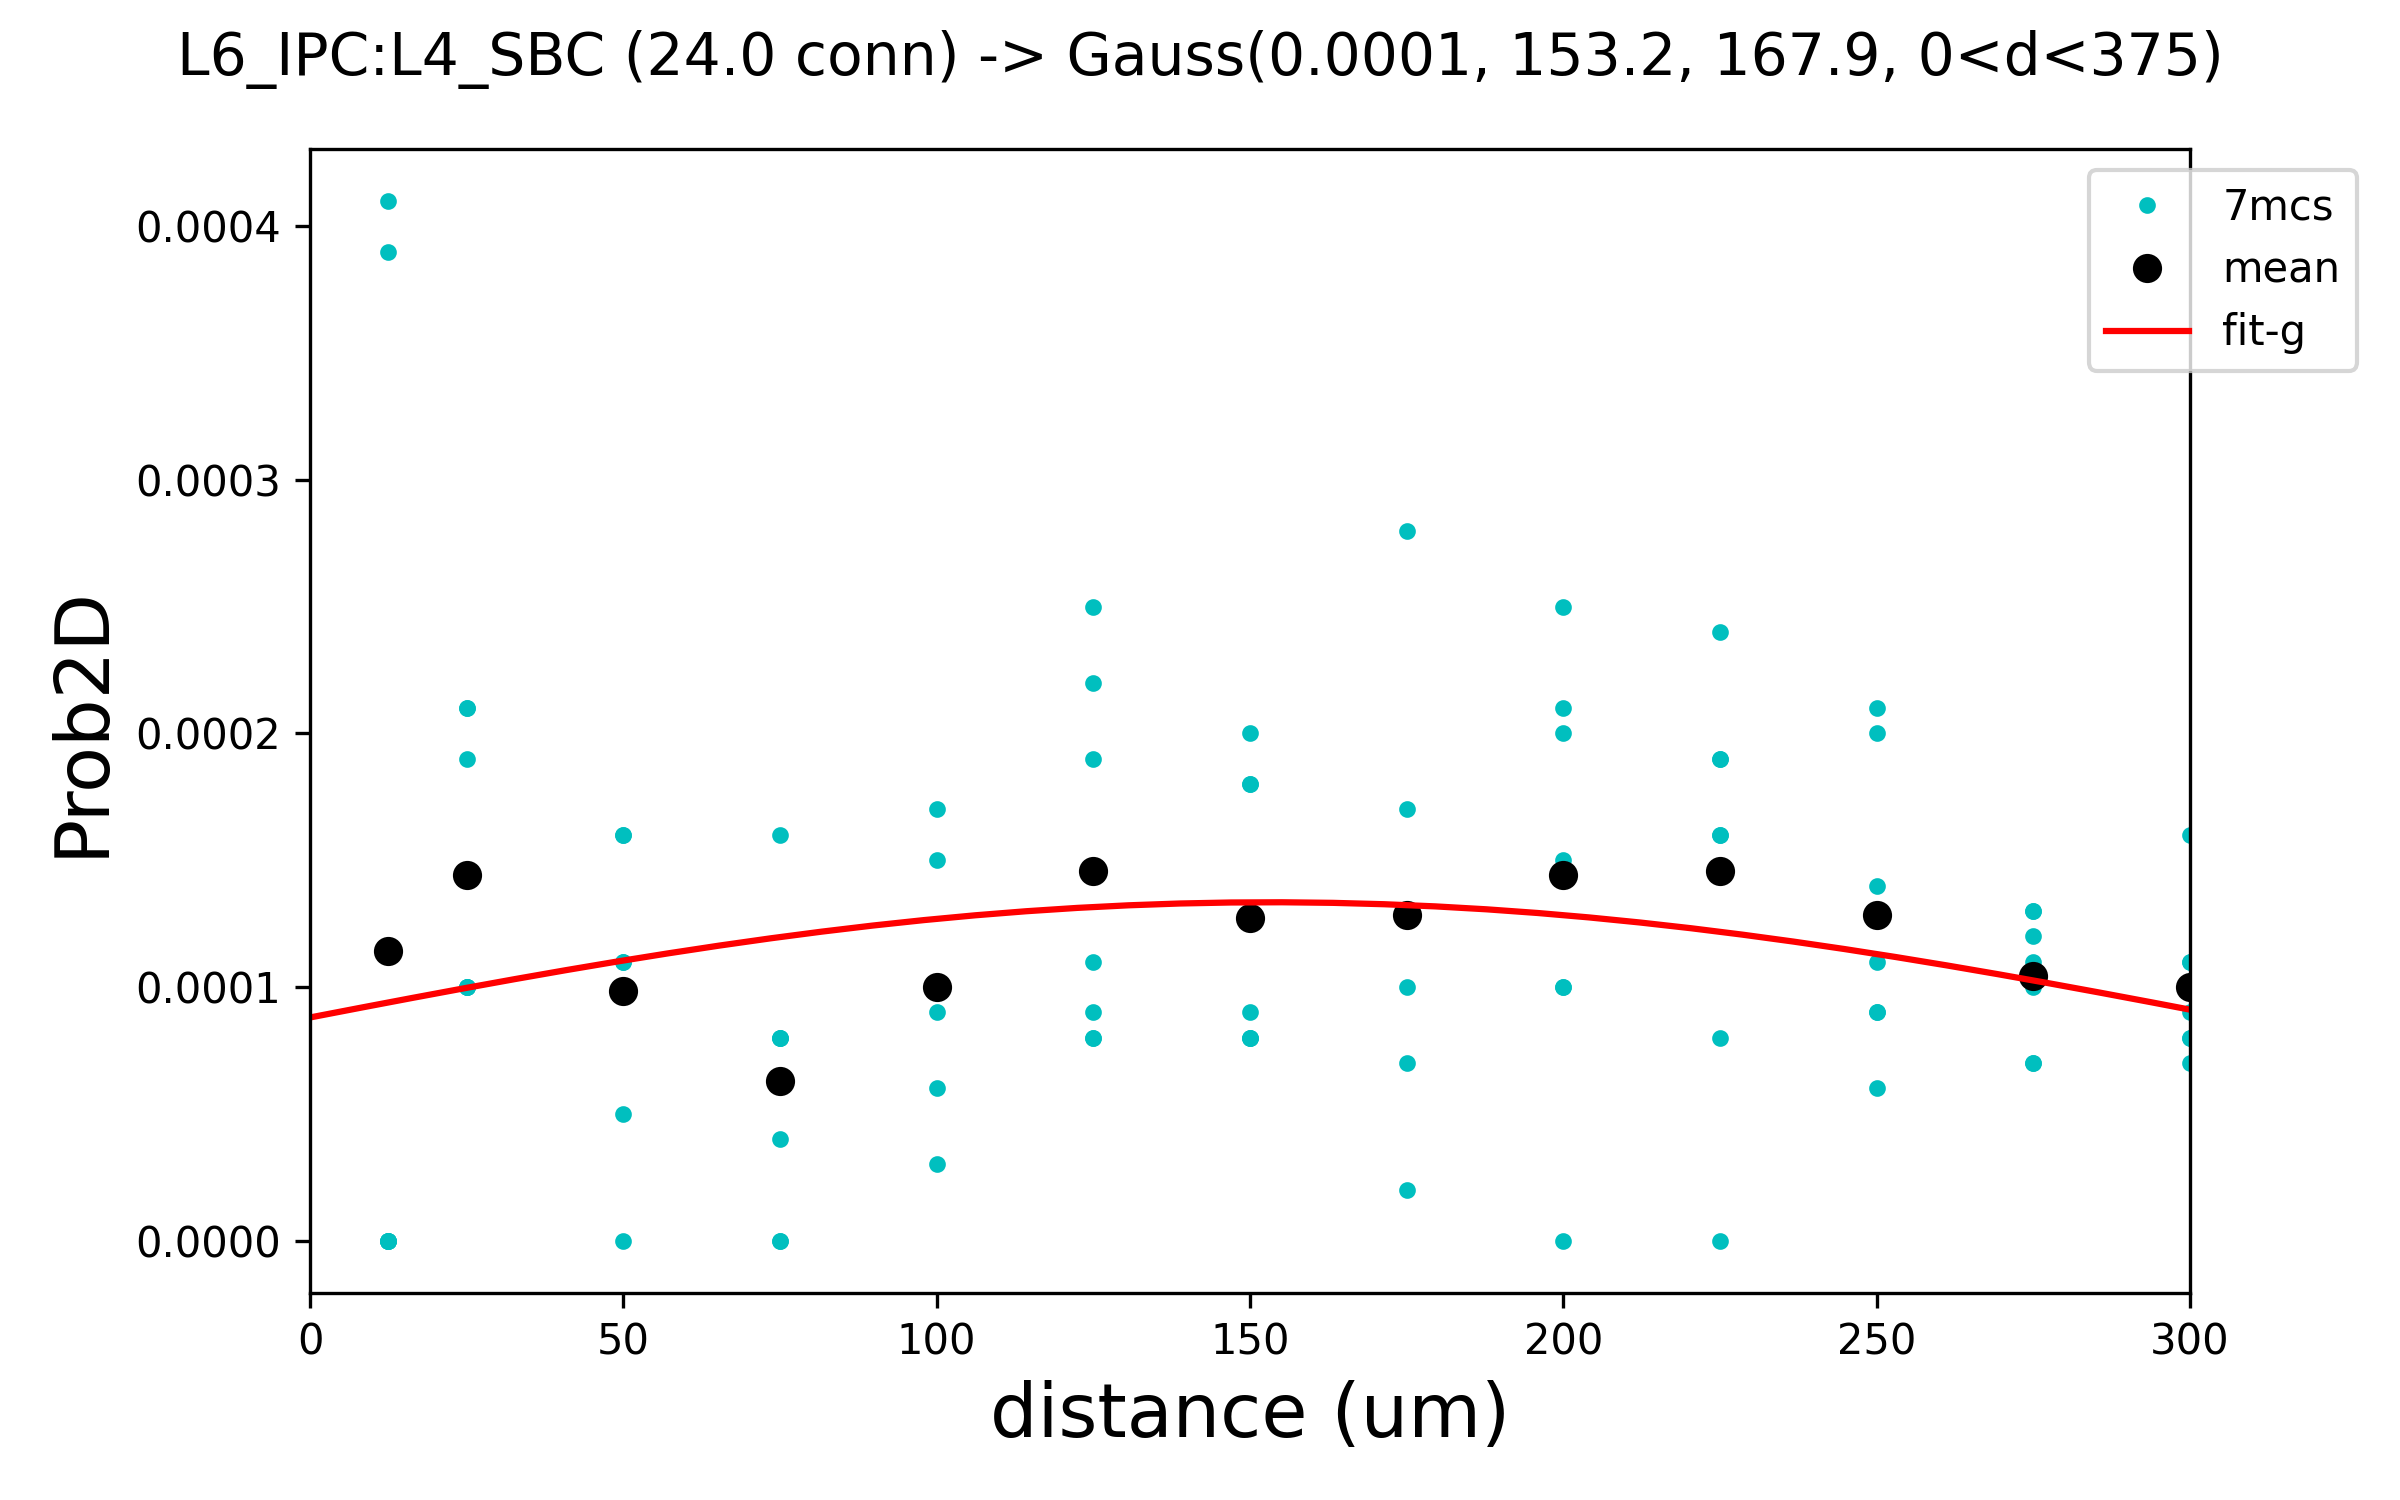 L6_IPC:L4_SBC (24.0 conn) -> Gauss(0.0001, 153.2, 167.9, 0<d<375)
7mcs
mean
fit-g
Prob2D
0.0004
0.0003
0.0002
0.0001
0.0000
0 50 100 150 200 250 300
distance (um)